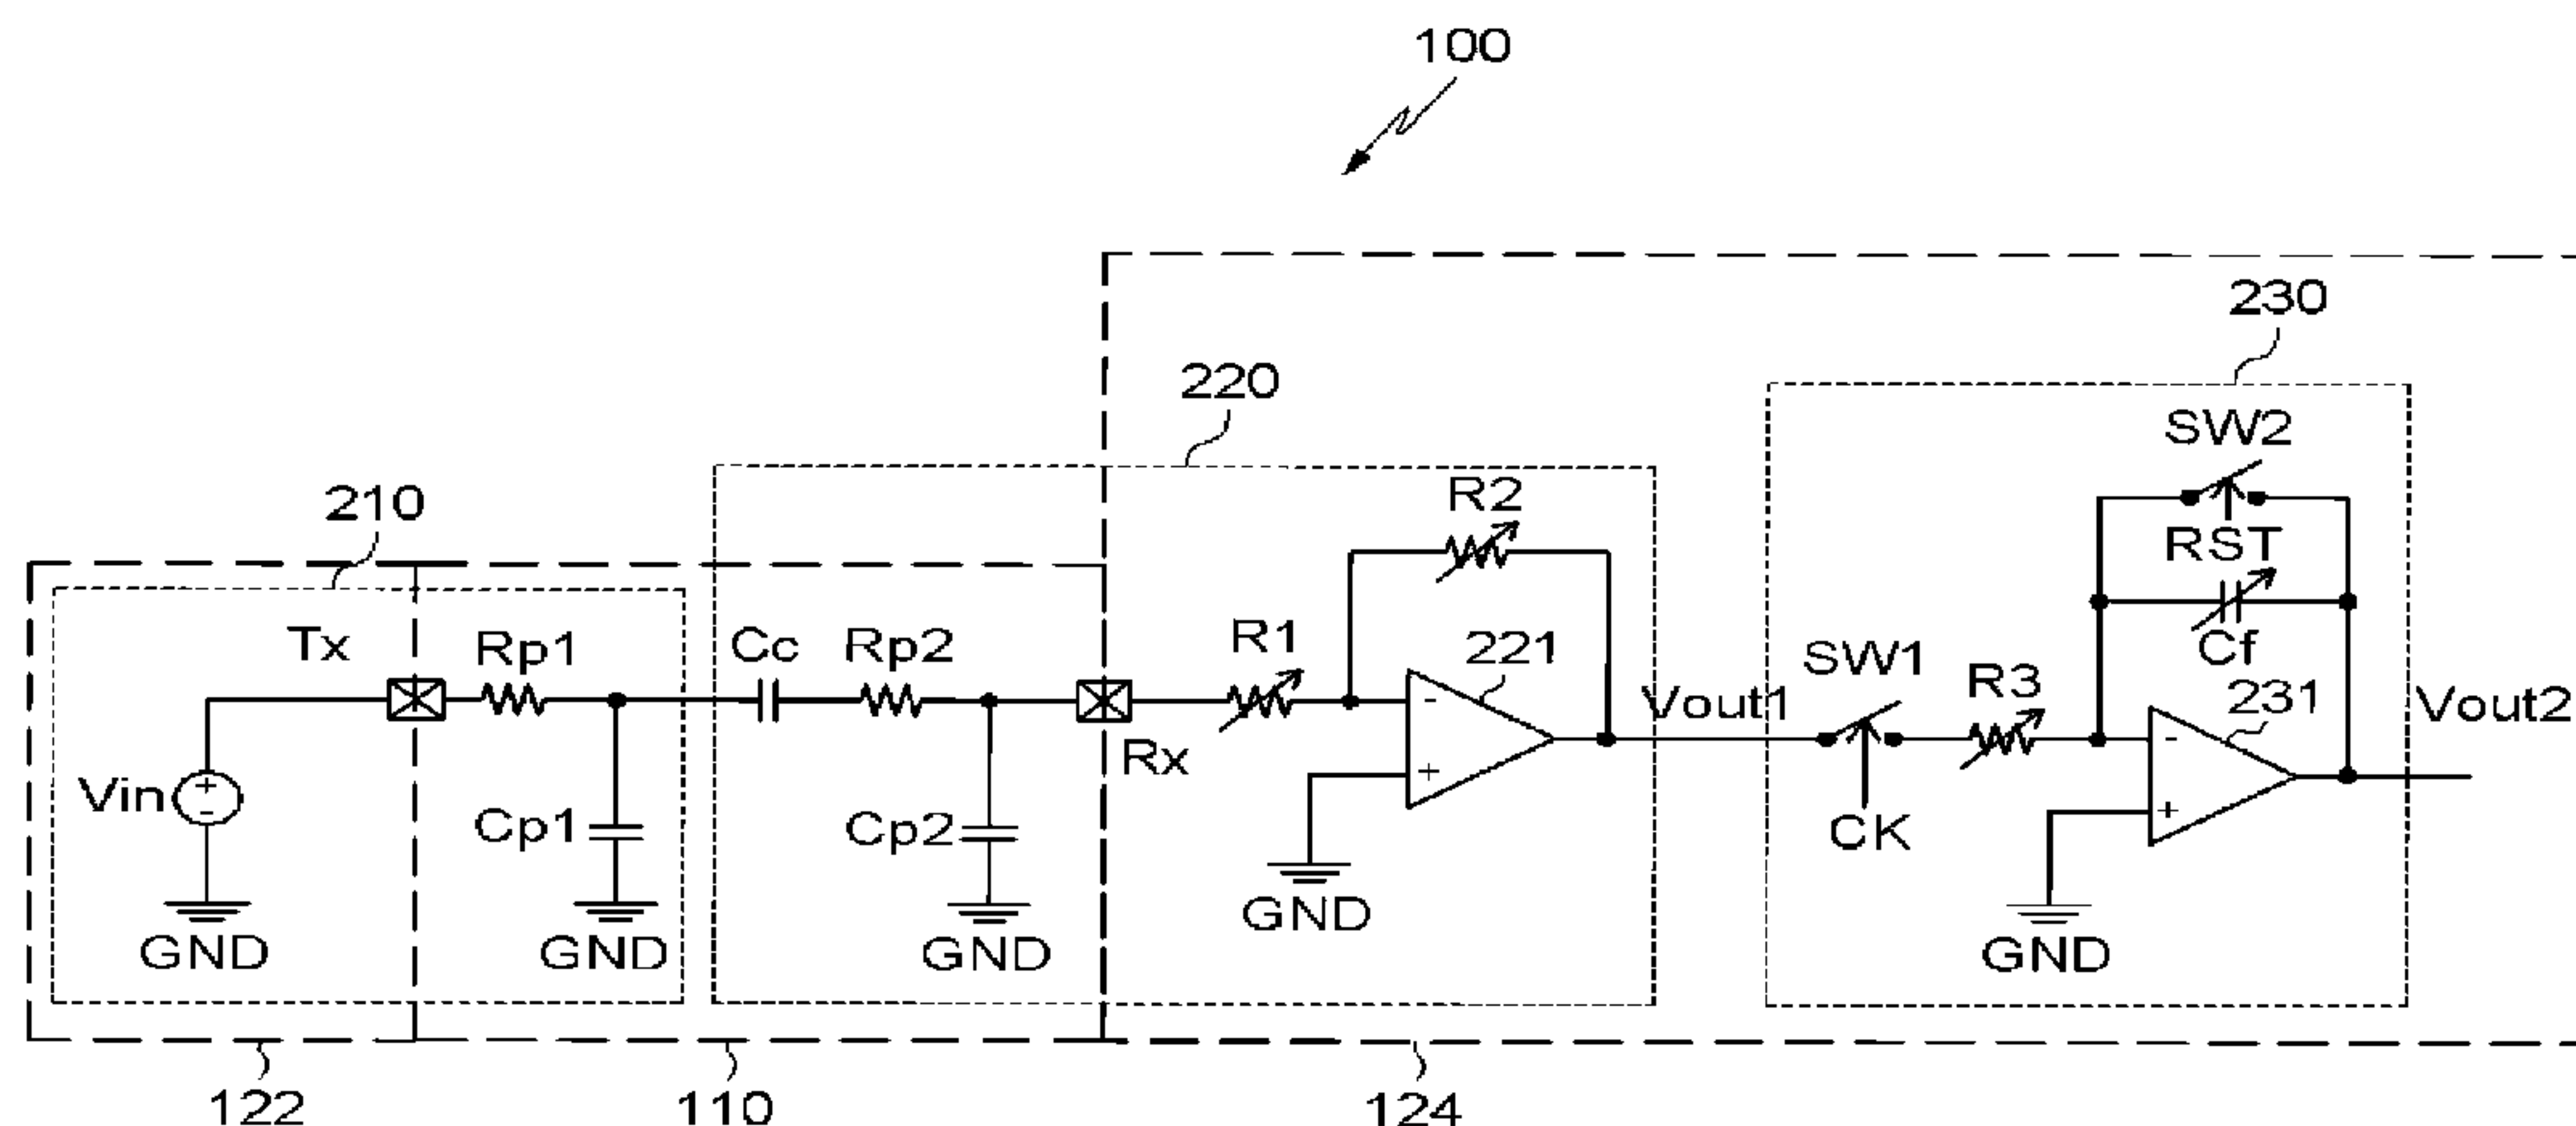 100
230
220
SW2
210
R2
RST
Tx
Rp1
Cc
Rp2
R1
221
Cf
SW1
R3
231
-
Vout1
Vout2
Rx
+
-
Vin
+
-
Cp1
Cp2
CK
+
GND
GND
GND
GND
GND
122
110
124